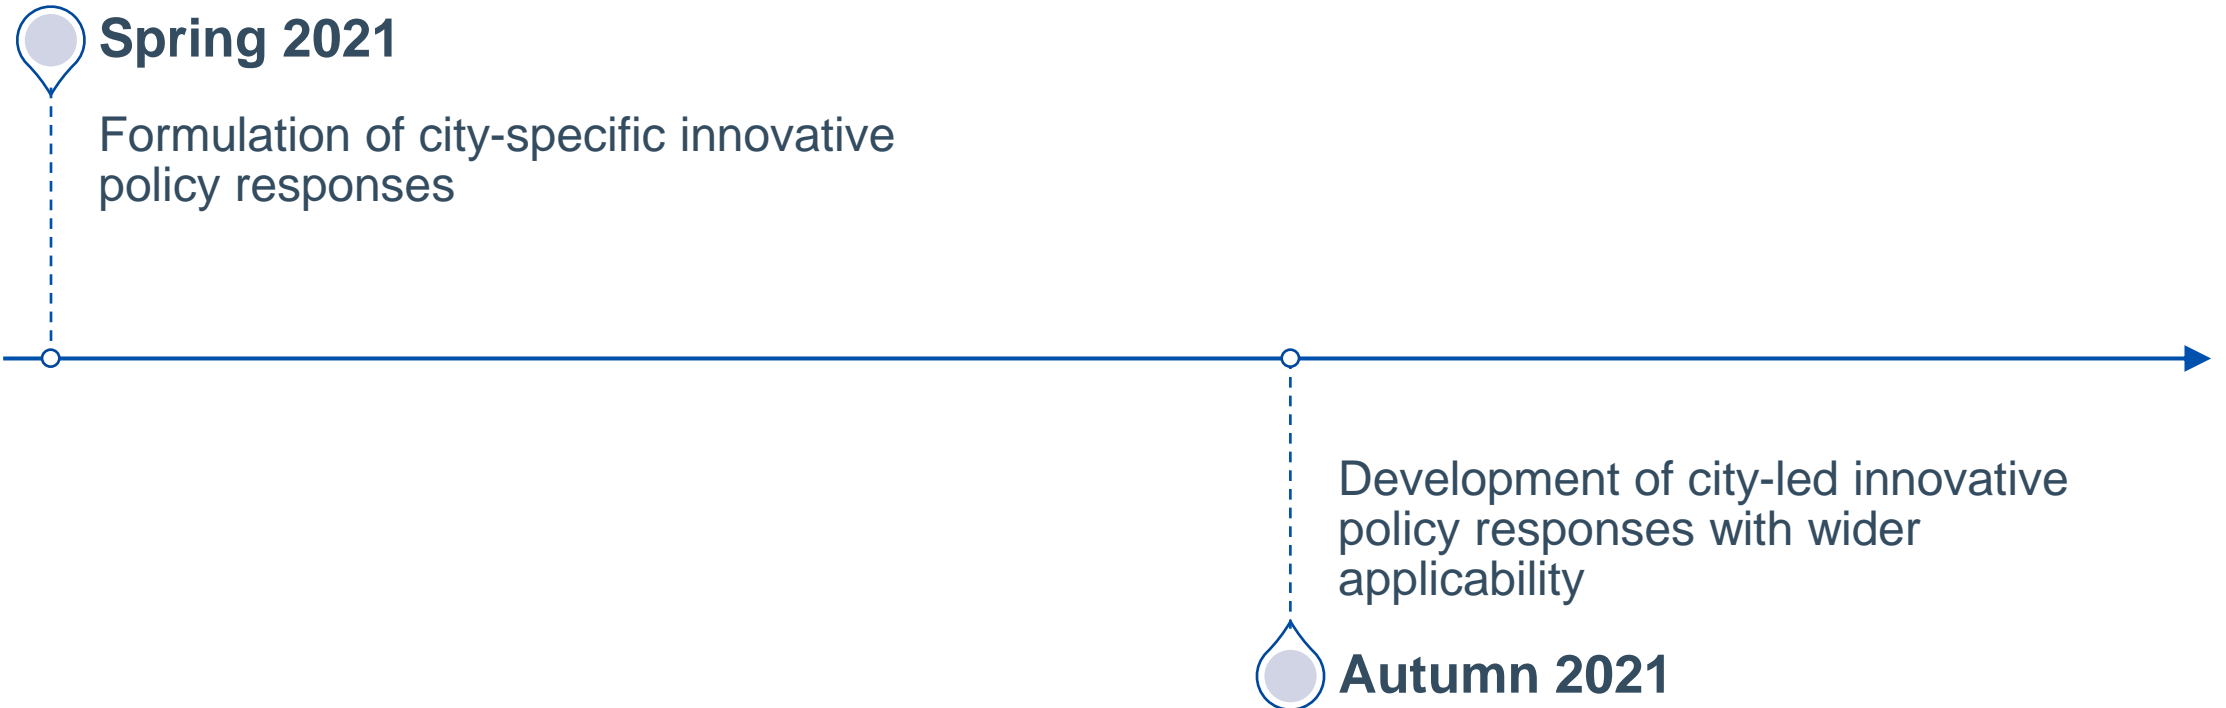 Spring 2021
Formulation of city-specific innovative
policy responses
Development of city-led innovative
policy responses with wider
applicability
Autumn 2021